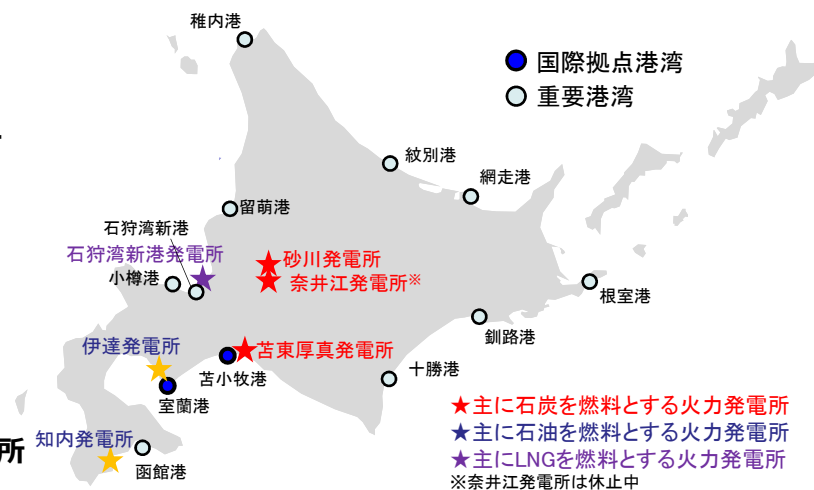 稚内港
●国際拠点港湾
○重要港湾
紋別港
網走港
留萌港
石狩湾新港
石狩湾新港発電所
★砂川発電所
小樽港
★奈井江発電所※
根室港
釧路港
伊達発電所
★苫東厚真発電所
苫小牧港
十勝港
室蘭港
★主に石炭を燃料とする火力発電所
★主に石油を燃料とする火力発電所
所
知内発電所
★主にLNGを燃料とする火力発電所
函館港
※奈井江発電所は休止中